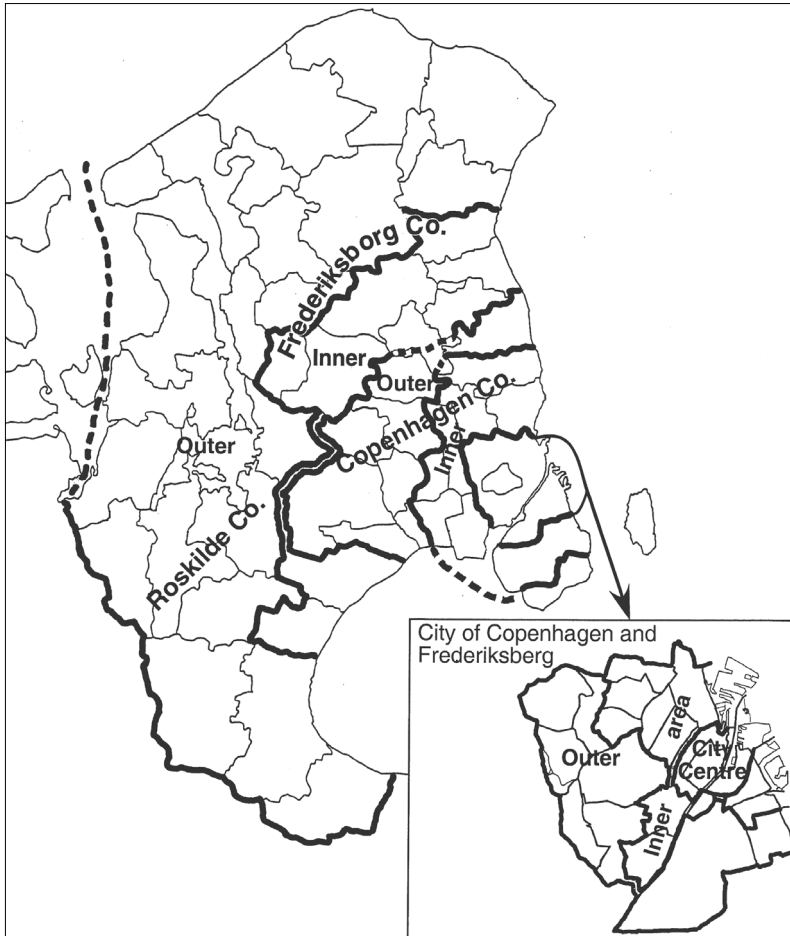 Frederiksborg Co.
Inner
Outer
Copenhagen Co.
Inner
Outer
Roskilde Co.
City of Copenhagen and
Frederiksberg
area
City
Centre
Outer
Inner